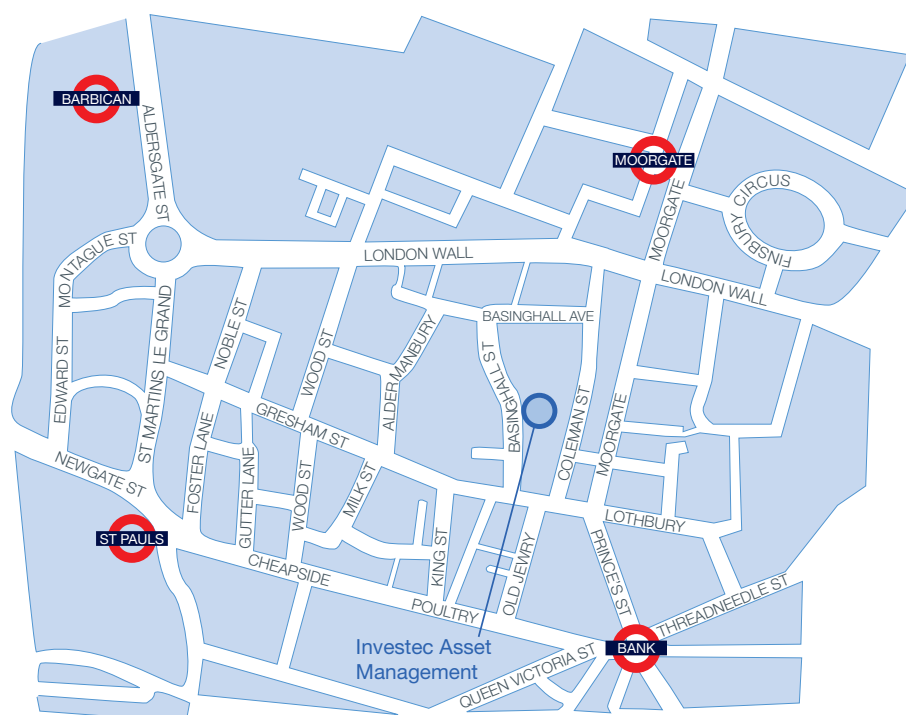 BARBICAN
ALDERSGATE ST
MOORGATE
MOORGATE
FINSBURY CIRCUS
MONTAGUE ST
LONDON WALL
LONDON WALL
EDWARD ST
ST MARTINS LE GRAND
NOBLE ST
WOOD ST
ALDER MANBURY
BASINGHALL AVE
BASINGHALL ST
COLEMAN ST
MOORGATE
GRESHAM ST
NEWGATE ST
FOSTER LANE
GUTTER LANE
WOOD ST
MILK ST
LOTHBURY
ST PAULS
CHEAPSIDE
KING ST
POULTRY
OLD JEWRY
PRINCE'S ST
THREADNEEDLE ST
Investec Asset
Management
QUEEN VICTORIA ST
BANK